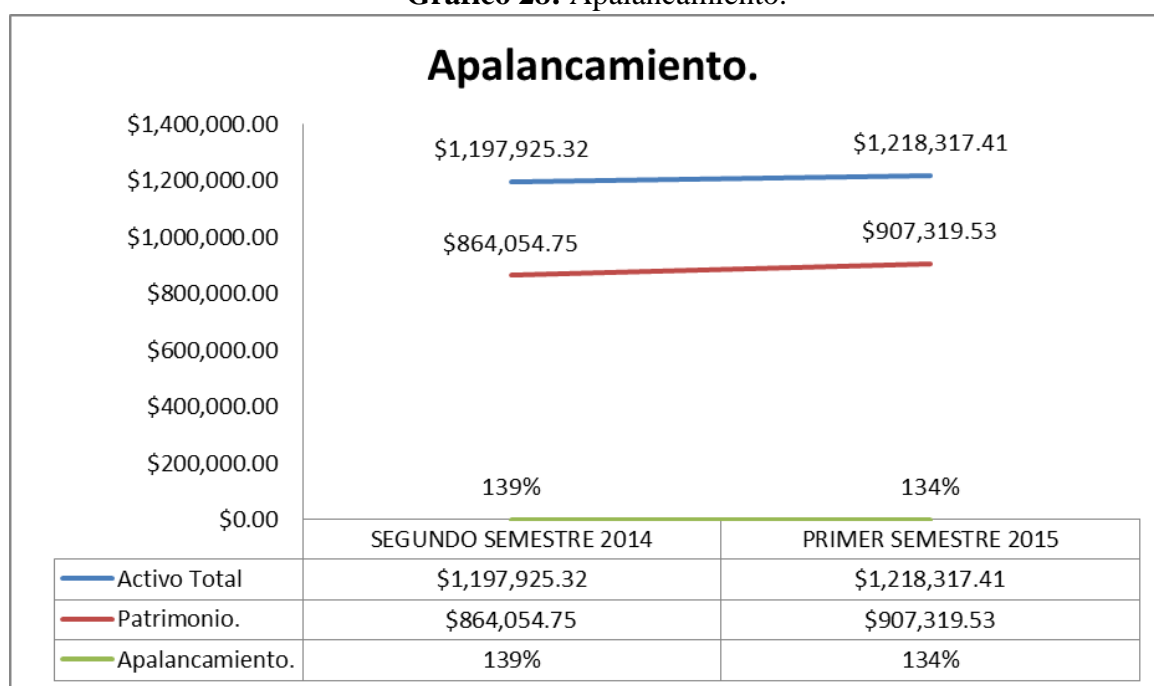 Gráfico 28. Apalancamiento.
Apalancamiento.
$1,400,000.00
$1,200,000.00
$1,000,000.00
$800,000.00
$600,000.00
$400,000.00
$200,000.00
$0.00
$1,197,925.32
$1,218,317.41
$864,054.75
$907,319.53
139%
134%
SEGUNDO SEMESTRE 2014 PRIMER SEMESTRE 2015
Activo Total $1,197,925.32 $1,218,317.41
Patrimonio. $864,054.75 $907,319.53
Apalancamiento. 139% 134%